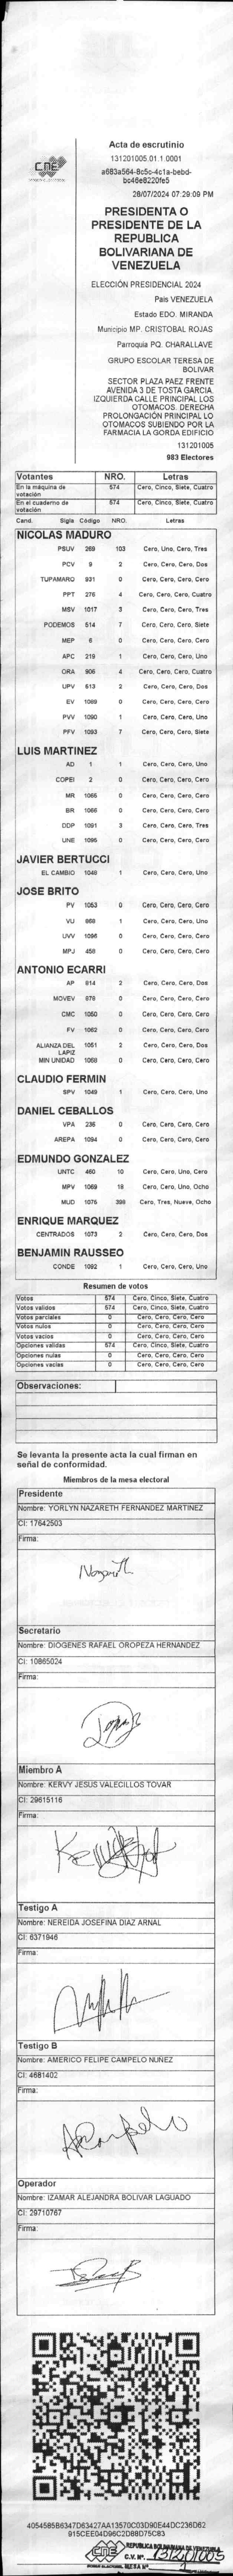 CNE
Acta de escrutinio
131201005.01.1.0001
a683a564-8c5c-4c1a-bebd-
bc46e8220fe5
28/07/2024 07:29:09 PM
PRESIDENTA O
PRESIDENTE DE LA
REPUBLICA
BOLIVARIANA DE
VENEZUELA
ELECCIÓN PRESIDENCIAL 2024
Pais VENEZUELA
Estado EDO. MIRANDA
Municipio MP. CRISTOBAL ROJAS
Parroquia PQ. CHARALLAVE
GRUPO ESCOLAR TERESA DE
BOLIVAR
SECTOR PLAZA PAEZ FRENTE
AVENIDA 3 DE TOSTA GARCIA.
IZQUIERDA CALLE PRINCIPAL LOS
OTOMACOS. DERECHA
PROLONGACIÓN PRINCIPAL LO
OTOMACOS SUBIENDO POR LA
FARMACIA LA GORDA EDIFICIO
131201005
983 Electores
Votantes NRO. Letras
En la máquina de votación 574 Cero, Cinco, Siete, Cuatro
En el cuaderno de votación 574 Cero, Cinco, Siete, Cuatro
Cand. Sigla Código NRO. Letras
NICOLAS MADURO
PSUV 269 103 Cero, Uno, Cero, Tres
PCV 9 2 Cero, Cero, Cero, Dos
TUPAMARO 931 0 Cero, Cero, Cero, Cero
PPT 276 4 Cero, Cero, Cero, Cuatro
MSV 1017 3 Cero, Cero, Cero, Tres
PODEMOS 514 7 Cero, Cero, Cero, Siete
MEP 6 0 Cero, Cero, Cero, Cero
APC 219 1 Cero, Cero, Cero, Uno
ORA 906 4 Cero, Cero, Cero, Cuatro
UPV 613 2 Cero, Cero, Cero, Dos
EV 1089 0 Cero, Cero, Cero, Cero
PVV 1090 1 Cero, Cero, Cero, Uno
PFV 1093 7 Cero, Cero, Cero, Siete
LUIS MARTINEZ
AD 1 1 Cero, Cero, Cero, Uno
COPEI 2 0 Cero, Cero, Cero, Cero
MR 1065 0 Cero, Cero, Cero, Cero
BR 1066 0 Cero, Cero, Cero, Cero
DDP 1091 3 Cero, Cero, Cero, Tres
UNE 1095 0 Cero, Cero, Cero, Cero
JAVIER BERTUCCI
EL CAMBIO 1048 1 Cero, Cero, Cero, Uno
JOSE BRITO
PV 1053 0 Cero, Cero, Cero, Cero
VU 968 1 Cero, Cero, Cero, Uno
UVV 1096 0 Cero, Cero, Cero, Cero
MPJ 458 0 Cero, Cero, Cero, Cero
ANTONIO ECARRI
AP 914 2 Cero, Cero, Cero, Dos
MOVEV 879 0 Cero, Cero, Cero, Cero
CMC 1050 0 Cero, Cero, Cero, Cero
FV 1062 0 Cero, Cero, Cero, Cero
ALIANZA DEL LAPIZ 1051 2 Cero, Cero, Cero, Dos
MIN UNIDAD 1058 0 Cero, Cero, Cero, Cero
CLAUDIO FERMIN
SPV 1049 1 Cero, Cero, Cero, Uno
DANIEL CEBALLOS
VPA 236 0 Cero, Cero, Cero, Cero
AREPA 1094 0 Cero, Cero, Cero, Cero
EDMUNDO GONZALEZ
UNTC 460 10 Cero, Cero, Uno, Cero
MPV 1069 18 Cero, Cero, Uno, Ocho
MUD 1075 398 Cero, Tres, Nueve, Ocho
ENRIQUE MARQUEZ
CENTRADOS 1073 2 Cero, Cero, Cero, Dos
BENJAMIN RAUSSEO
CONDE 1092 1 Cero, Cero, Cero, Uno
Resumen de votos
Votos 574 Cero, Cinco, Siete, Cuatro
Votos validos 574 Cero, Cinco, Siete, Cuatro
Votos parciales 0 Cero, Cero, Cero, Cero
Votos nulos 0 Cero, Cero, Cero, Cero
Votos vacios 0 Cero, Cero, Cero, Cero
Opciones validas 574 Cero, Cinco, Siete, Cuatro
Opciones nulas 0 Cero, Cero, Cero, Cero
Opciones vacias 0 Cero, Cero, Cero, Cero
Observaciones:
Se levanta la presente acta la cual firman en
señal de conformidad.
Miembros de la mesa electoral
Presidente
Nombre: YORLYN NAZARETH FERNANDEZ MARTINEZ
CI: 17642503
Firma:
Nazareth
Secretario
Nombre: DIOGENES RAFAEL OROPEZA HERNANDEZ
CI: 10865024
Firma:
Miembro A
Nombre: KERVY JESUS VALECILLOS TOVAR
CI: 29615116
Firma:
Testigo A
Nombre: NEREIDA JOSEFINA DIAZ ARNAL
CI: 6371946
Firma:
Testigo B
Nombre: AMERICO FELIPE CAMPELO NUÑEZ
CI: 4681402
Firma:
ACampelo
Operador
Nombre: IZAMAR ALEJANDRA BOLIVAR LAGUADO
CI: 29710767
Firma:
4054585B6347D63427AA13570C03D90E44DC236D62
915CEE04D96C2D88D75C83
CNE
REPUBLICA BOLIVARIANA DE VENEZUELA
C.V. Nº. 131201005
MESA Nº 1